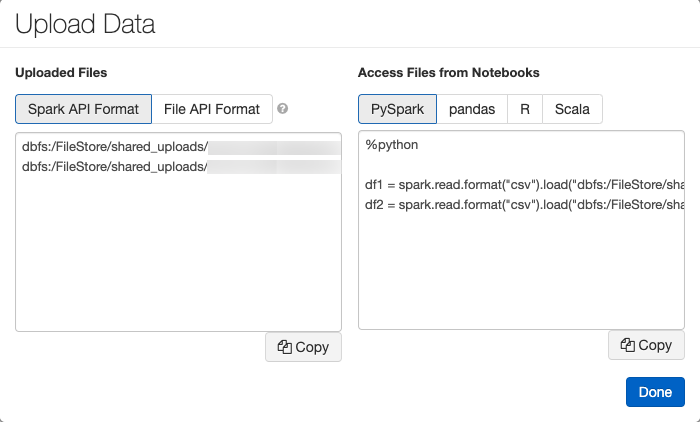 Upload Data
Uploaded Files
Spark API Format
File API Format
?
dbfs:/FileStore/shared_uploads/
dbfs:/FileStore/shared_uploads/
Copy
Access Files from Notebooks
PySpark
pandas
R
Scala
%python
df1 = spark.read.format("csv").load("dbfs:/FileStore/sha
df2 = spark.read.format("csv").load("dbfs:/FileStore/sha
Copy
Done